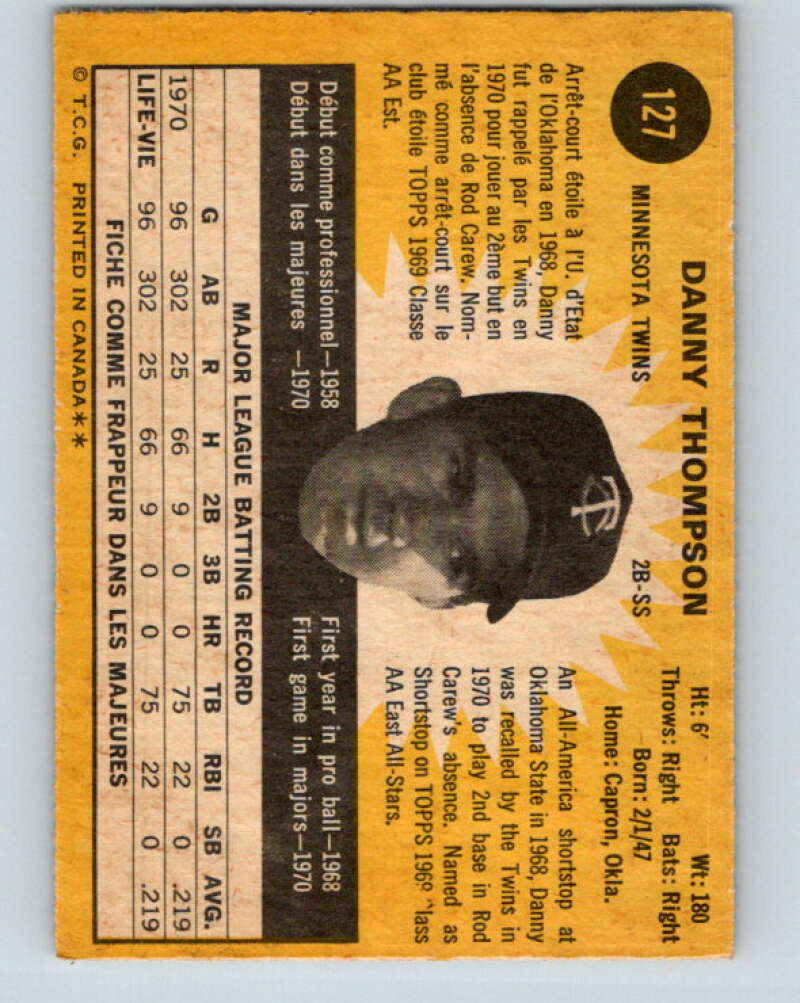 127
DANNY THOMPSON
MINNESOTA TWINS 2B-SS
Ht: 6' Wt: 180
Throws: Right Bats: Right
Born: 2/1/47
Home: Capron, Okla.
Arrêt-court étoile à l'U. d'Etat
de l'Oklahoma en 1968, Danny
fut rappelé par les Twins en
1970 pour jouer au 2ème but en
l'absence de Rod Carew. Nom-
mé comme arrêt-court sur le
club étoile TOPPS 1969 Classe
AA Est.
TC
An All-America shortstop at
Oklahoma State in 1968, Danny
was recalled by the Twins in
1970 to play 2nd base in Rod
Carew's absence. Named as
Shortstop on TOPPS 1969 lass
AA East All-Stars.
Début comme professionnel—1958
Début dans les majeures —1970
First year in pro ball—1968
First game in majors—1970
MAJOR LEAGUE BATTING RECORD
G AB R H 2B 3B HR TB RBI SB AVG.
1970 96 302 25 66 9 0 0 75 22 0 .219
LIFE-VIE 96 302 25 66 9 0 0 75 22 0 .219
FICHE COMME FRAPPEUR DANS LES MAJEURES
© T.C.G. PRINTED IN CANADA**